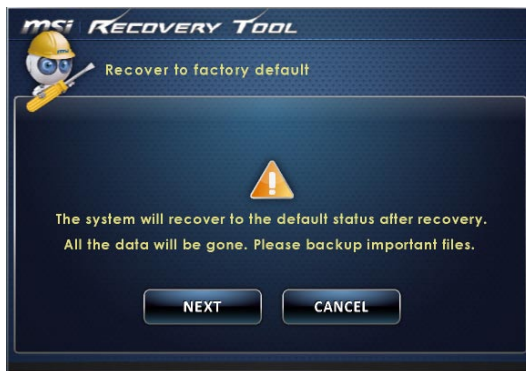 msi RECOVERY TOOL
Recover to factory default
The system will recover to the default status after recovery.
All the data will be gone. Please backup important files.
NEXT CANCEL